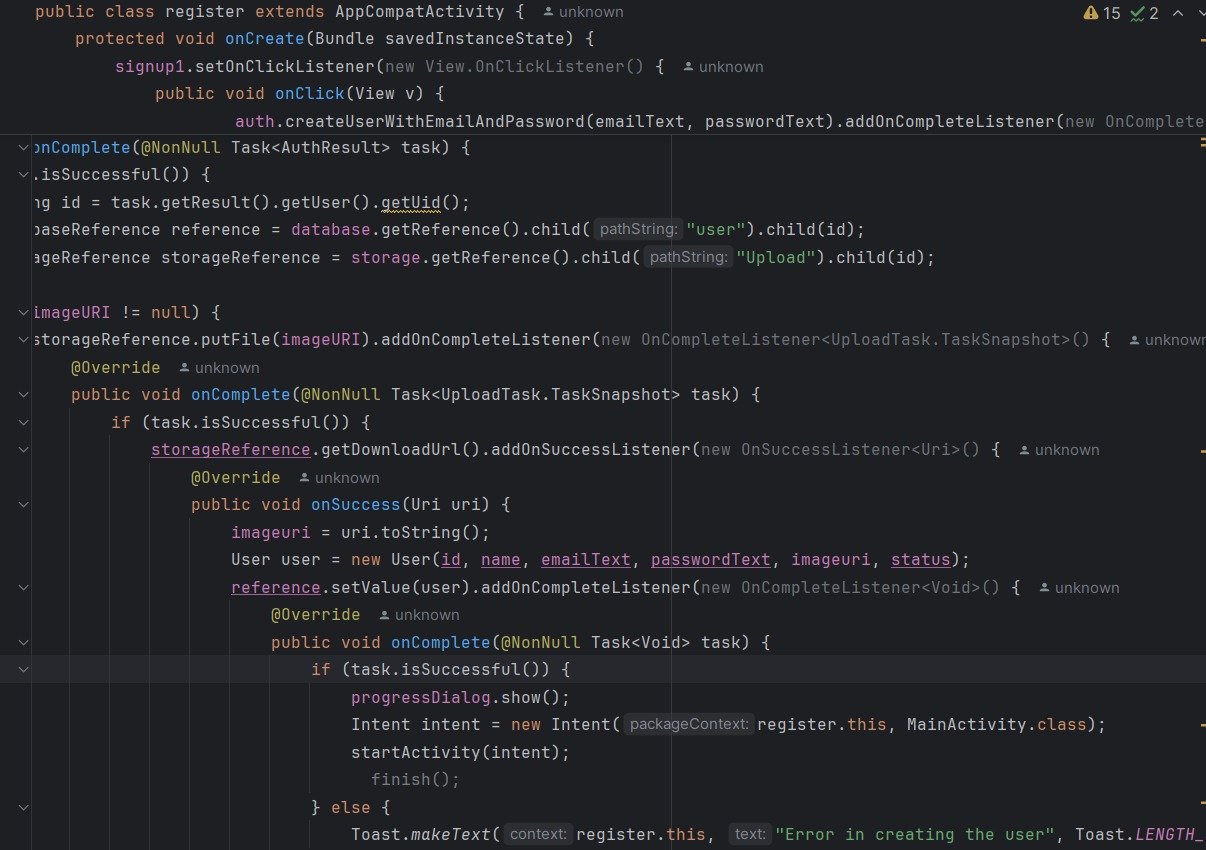 public class register extends AppCompatActivity { unknown 15 2
protected void onCreate(Bundle savedInstanceState) {
signup1.setOnClickListener(new View.OnClickListener() { unknown
public void onClick(View v) {
auth.createUserWithEmailAndPassword(emailText, passwordText).addOnCompleteListener(new OnComplete
onComplete(@NonNull Task<AuthResult> task) {
.isSuccessful()) {
ng id = task.getResult().getUser().getUid();
baseReference reference = database.getReference().child( pathString: "user").child(id);
ageReference storageReference = storage.getReference().child( pathString: "Upload").child(id);
imageURI != null) {
storageReference.putFile(imageURI).addOnCompleteListener(new OnCompleteListener<UploadTask.TaskSnapshot>() { unknown
@Override unknown
public void onComplete(@NonNull Task<UploadTask.TaskSnapshot> task) {
if (task.isSuccessful()) {
storageReference.getDownloadUrl().addOnSuccessListener(new OnSuccessListener<Uri>() { unknown
@Override unknown
public void onSuccess(Uri uri) {
imageuri = uri.toString();
User user = new User(id, name, emailText, passwordText, imageuri, status);
reference.setValue(user).addOnCompleteListener(new OnCompleteListener<Void>() { unknown
@Override unknown
public void onComplete(@NonNull Task<Void> task) {
if (task.isSuccessful()) {
progressDialog.show();
Intent intent = new Intent( packageContext: register.this, MainActivity.class);
startActivity(intent);
finish();
} else {
Toast.makeText( context: register.this, text: "Error in creating the user", Toast.LENGTH_